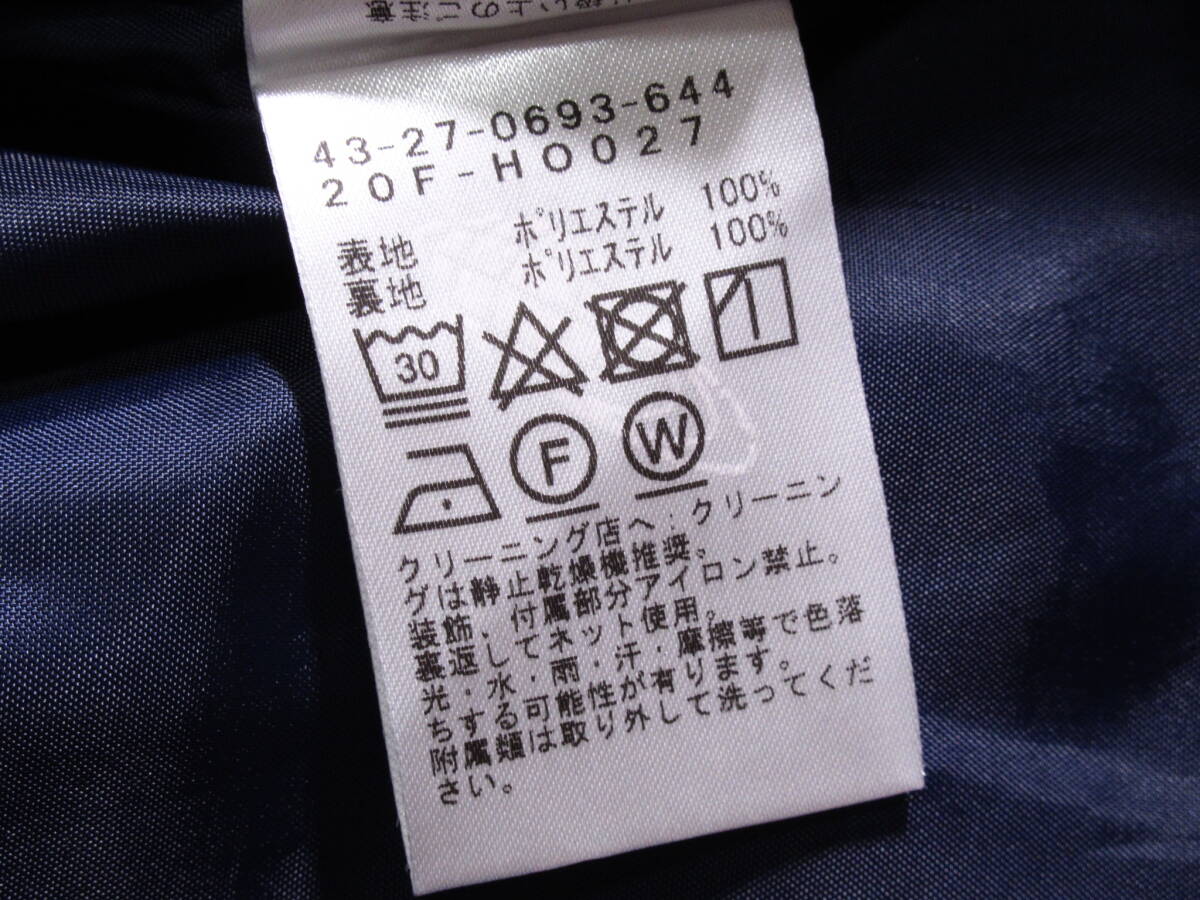 43-27-0693-644
20F-H0027
表地 ポリエステル 100%
裏地 ポリエステル 100%
30
F W
クリーニング店へ:クリーニン
グは静止乾燥機推奨。
装飾、付属部分アイロン禁止。
裏返してネット使用。
光・水・雨・汗・摩擦等で色落
ちする可能性が有ります。
附属類は取り外して洗ってくだ
さい。